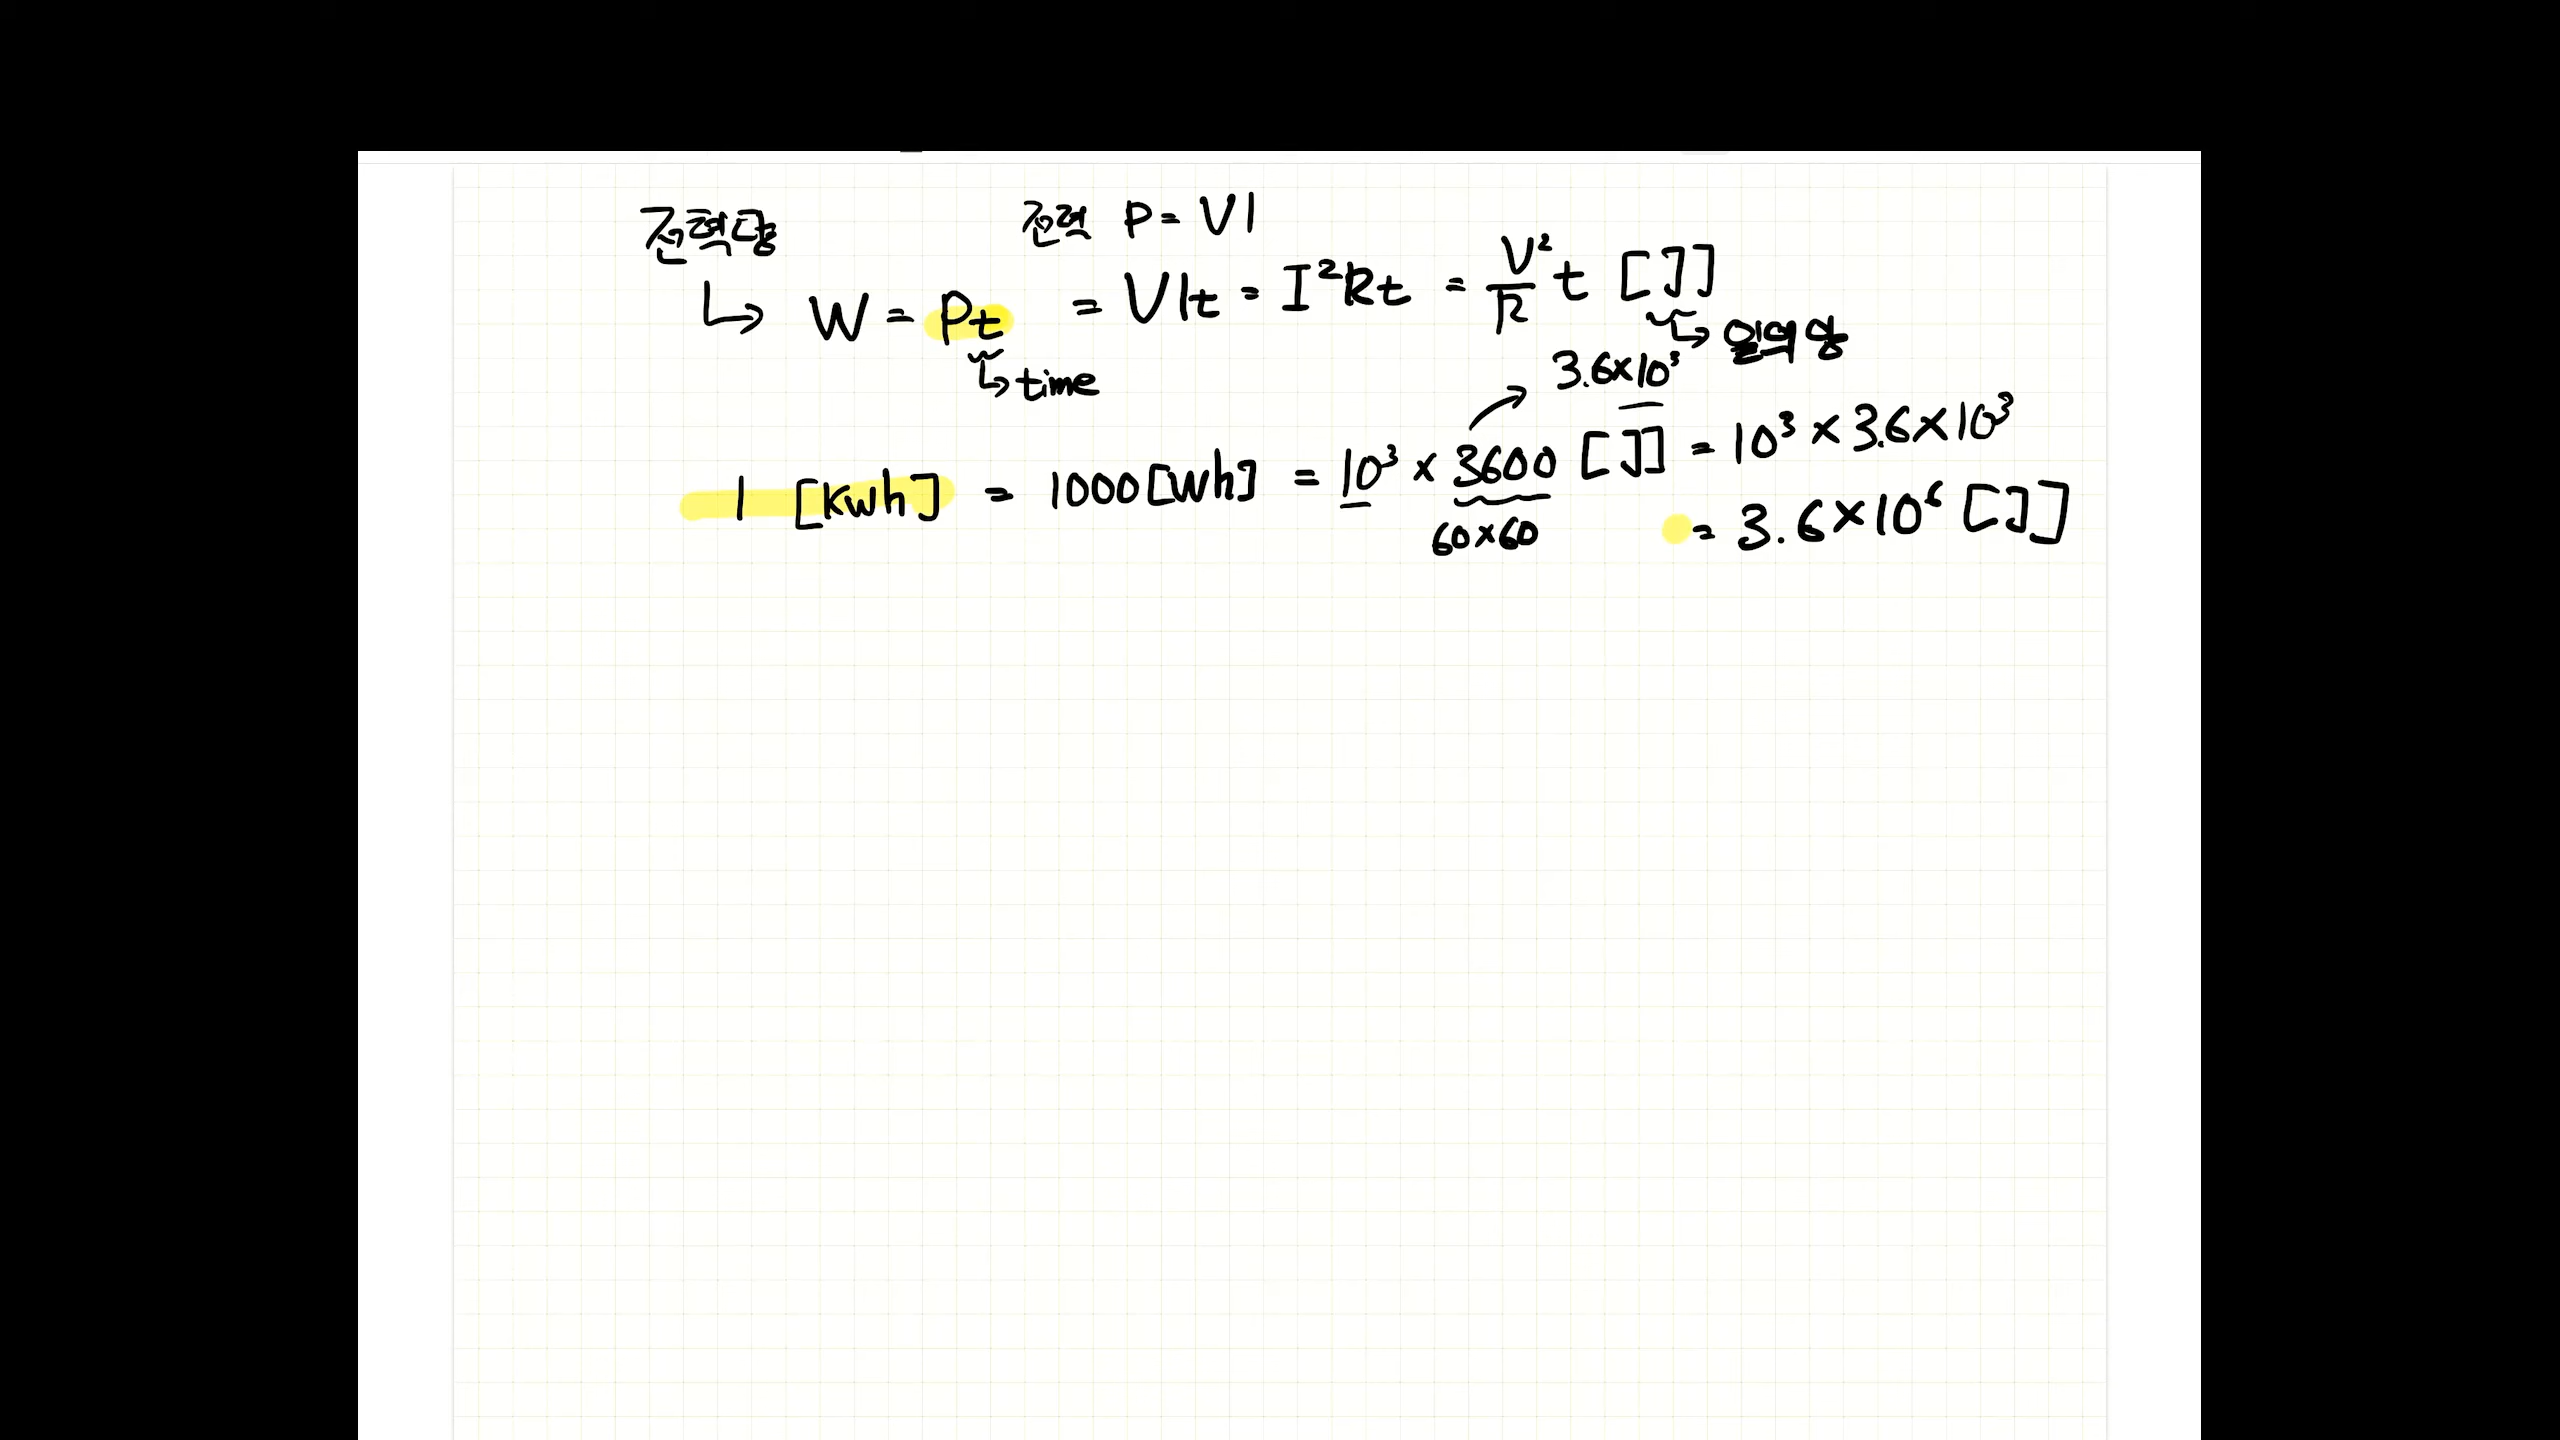 전력량 전력 P = VI
↳ W = Pt = VIt = I²Rt = V²/R t [J]
↳ time ↳ 일의 양
3.6×10³
1 [kwh] = 1000[Wh] = 10³ × 3600 [J] = 10³ × 3.6×10³
60×60 = 3.6×10⁶ [J]